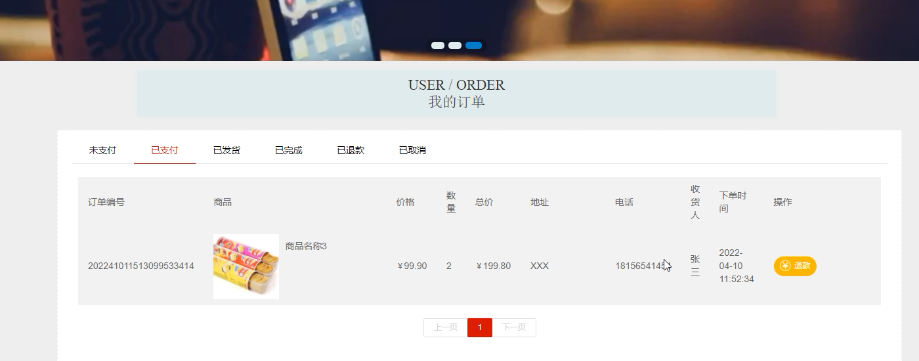 USER / ORDER
我的订单
未支付 已支付 已发货 已完成 已退款 已取消
订单编号 商品 价格 数量 总价 地址 电话 收货人 下单时间 操作
202241011513099533414 商品名称3 ￥99.90 2 ￥199.80 XXX 181565414 张三 2022-04-10 11:52:34 退款
上一页 1 下一页